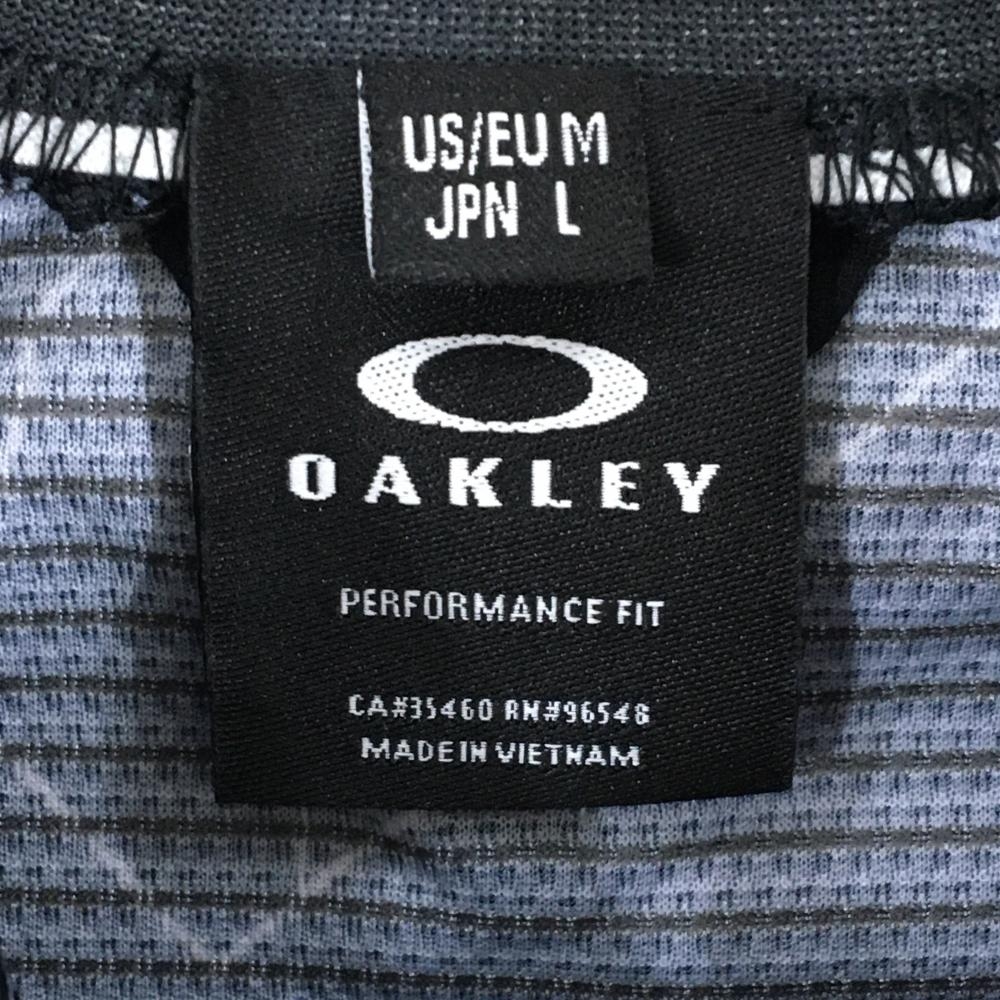 US/EU M
JPN L
OAKLEY
PERFORMANCE FIT
CA#35460 RN#96548
MADE IN VIETNAM